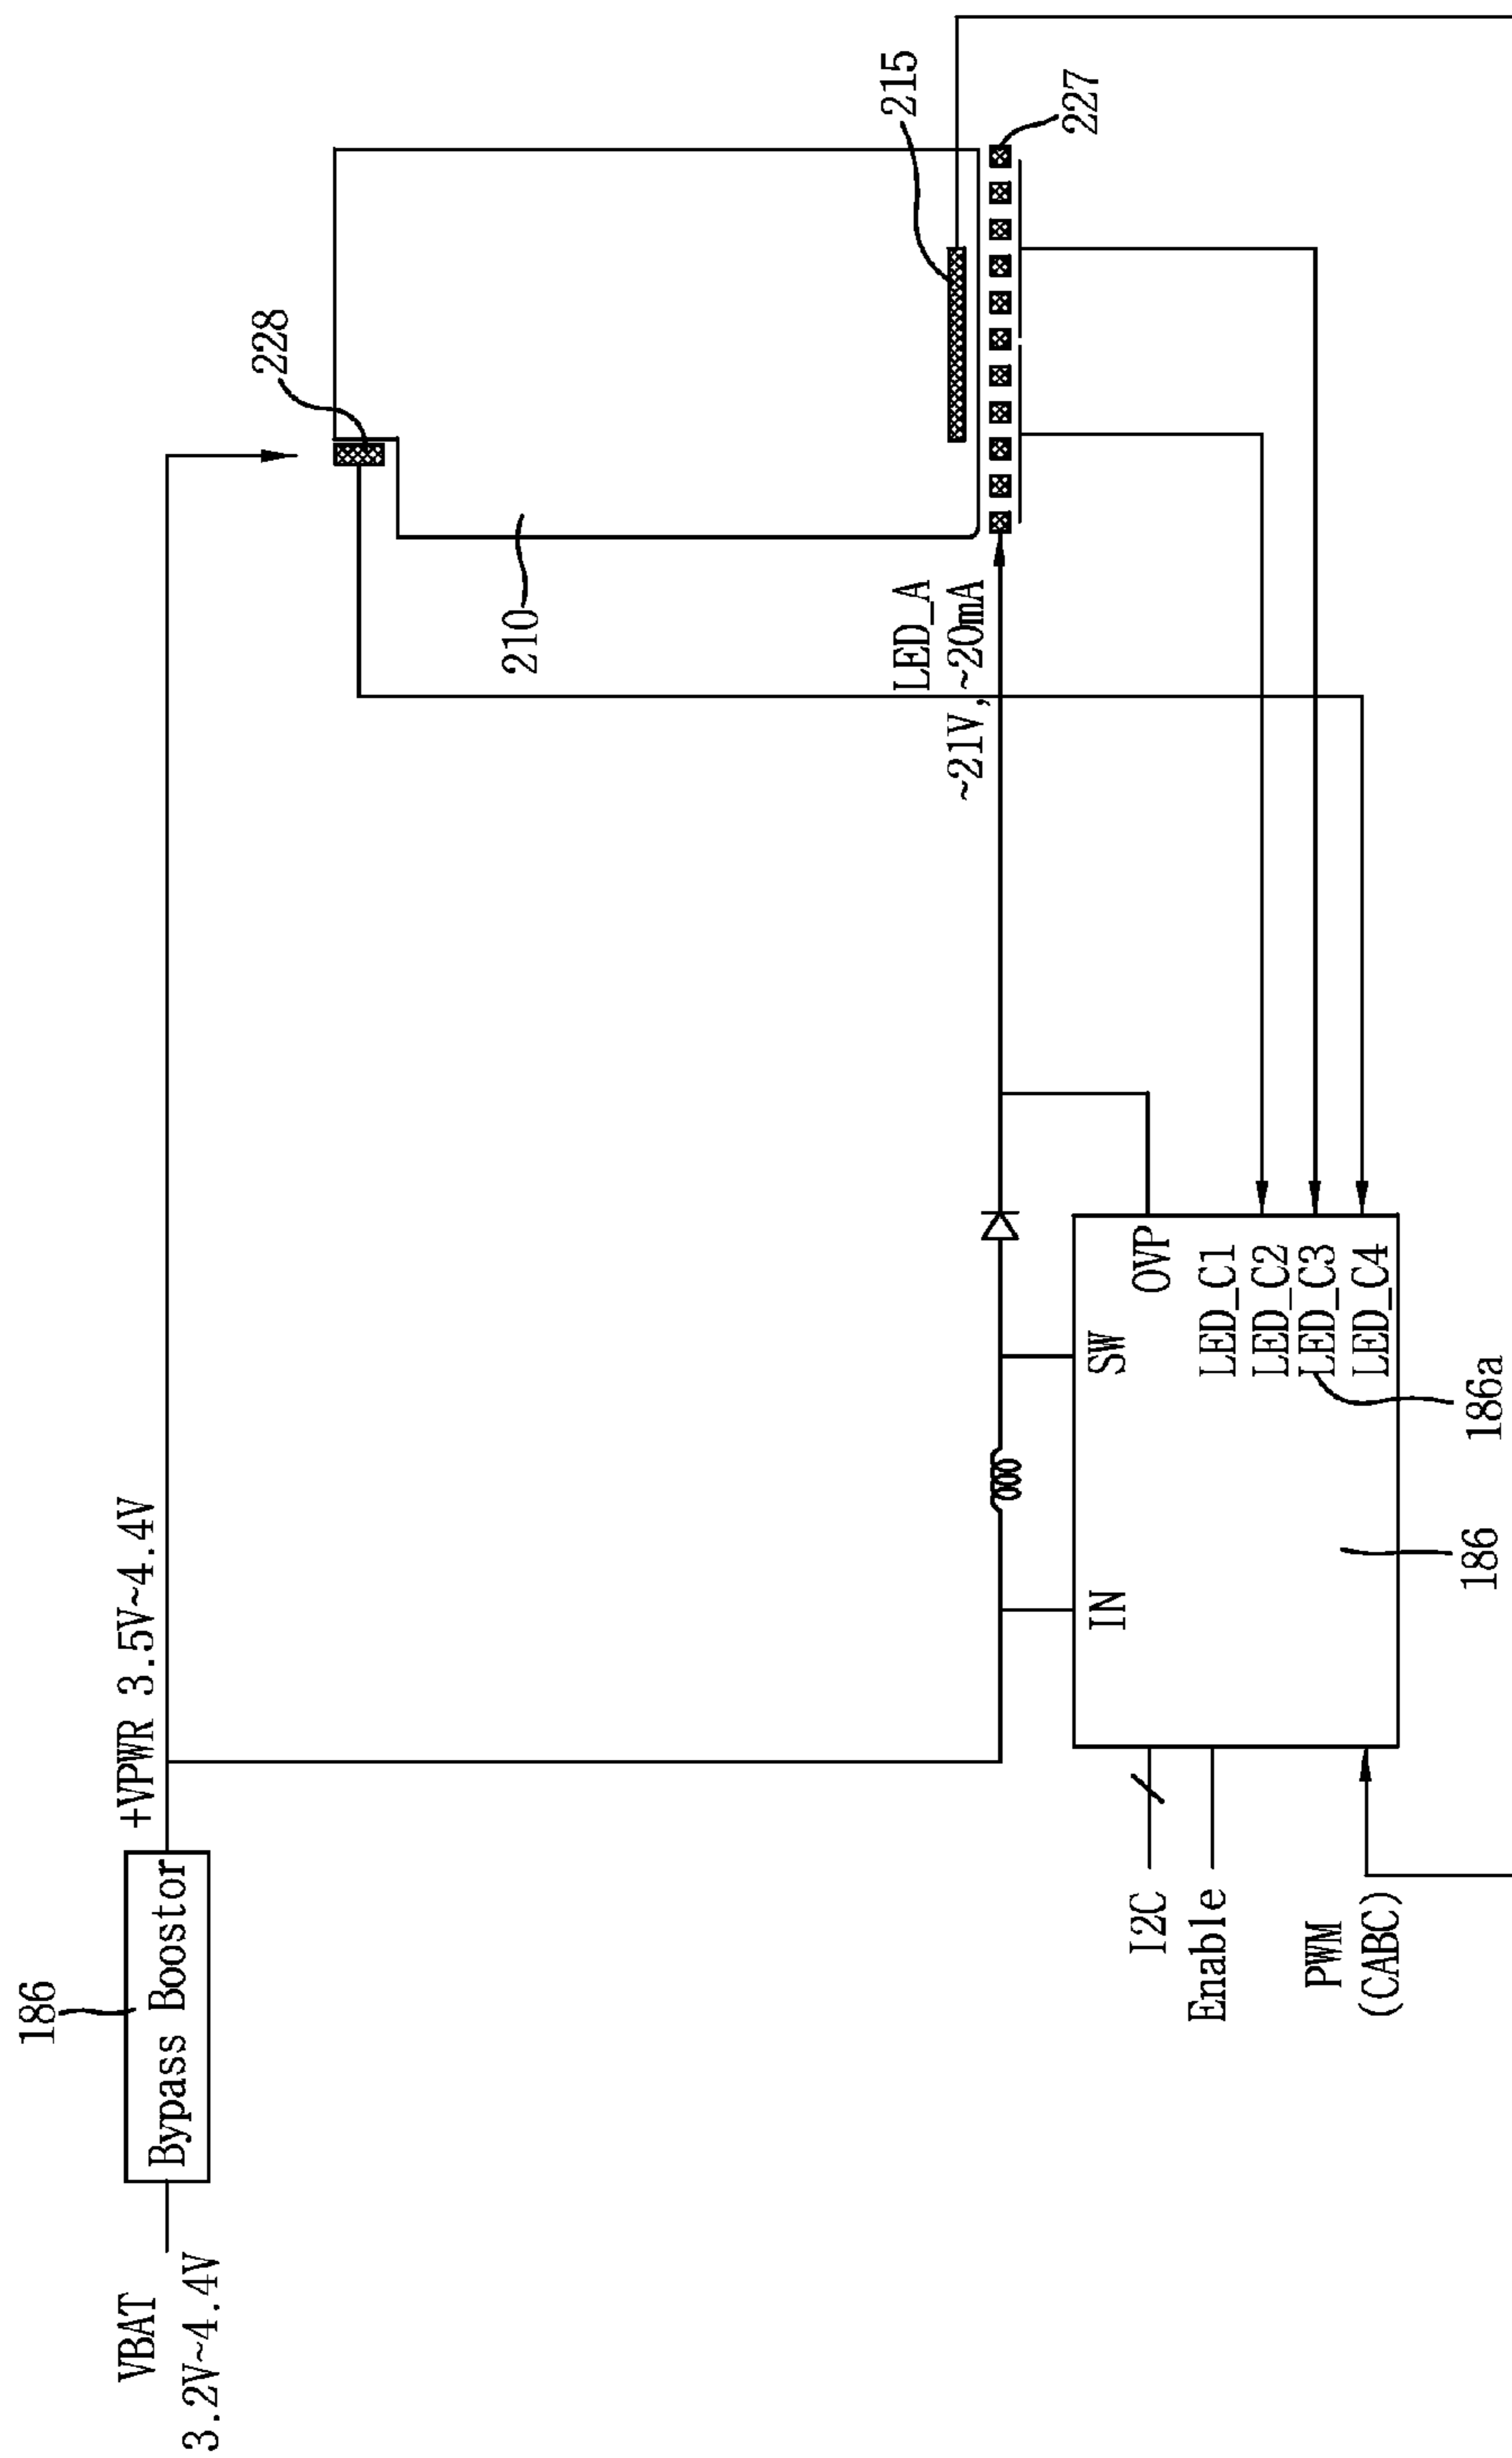 VBAT
3.2V~4.4V
186
Bypass Boostor
+VPWR 3.5V~4.4V
228
210
215
227
LED_A
~21V,~20mA
I2C
Enable
PWM
(CABC)
IN
SW
OVP
LED_C1
LED_C2
LED_C3
LED_C4
186
186a